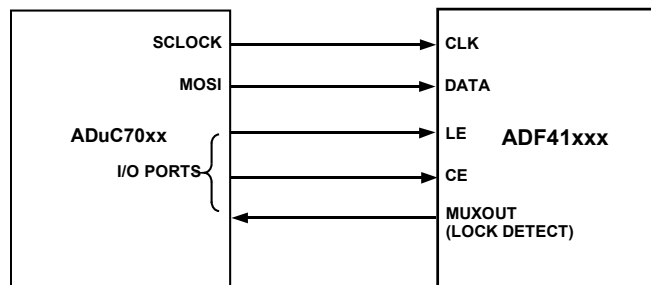 SCLOCK
CLK
MOSI
DATA
ADuC70xx
LE
ADF41xxx
I/O PORTS
CE
MUXOUT
(LOCK DETECT)